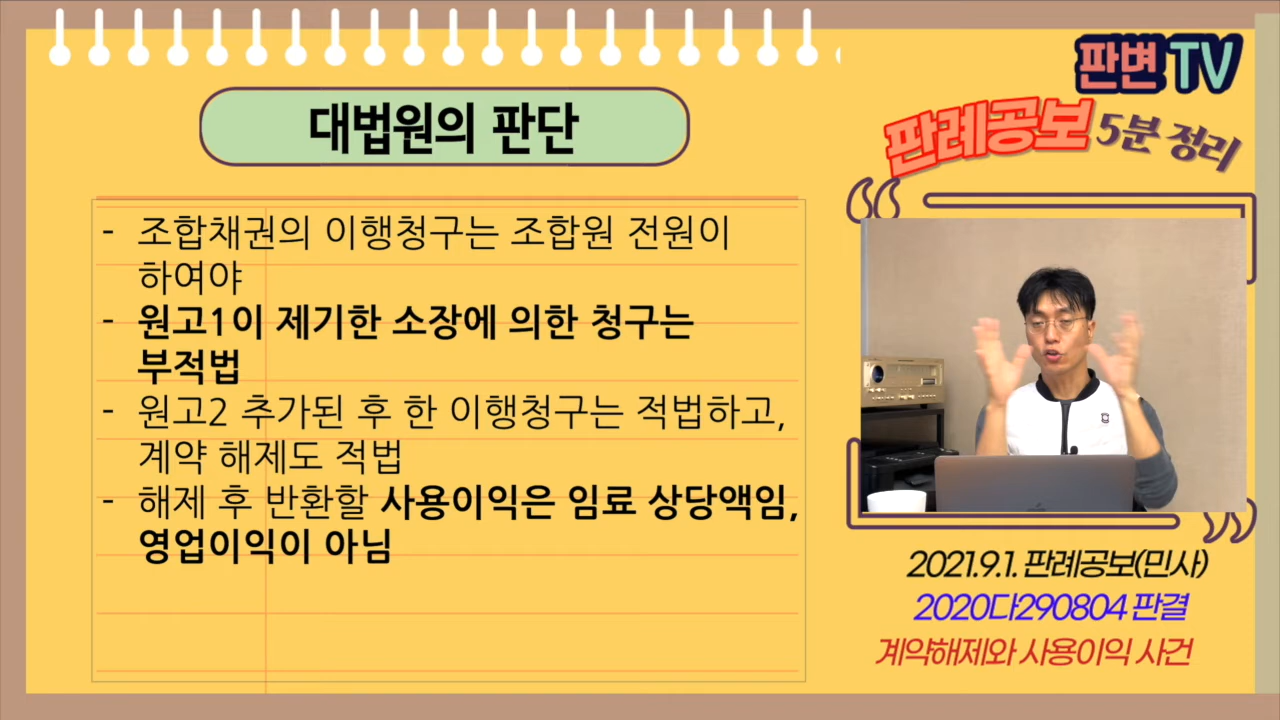 판변 TV
판례공보 5분 정리
대법원의 판단
- 조합채권의 이행청구는 조합원 전원이
하여야
- 원고1이 제기한 소장에 의한 청구는
부적법
- 원고2 추가된 후 한 이행청구는 적법하고,
계약 해제도 적법
- 해제 후 반환할 사용이익은 임료 상당액임,
영업이익이 아님
2021.9.1. 판례공보(민사)
2020다290804 판결
계약해제와 사용이익 사건